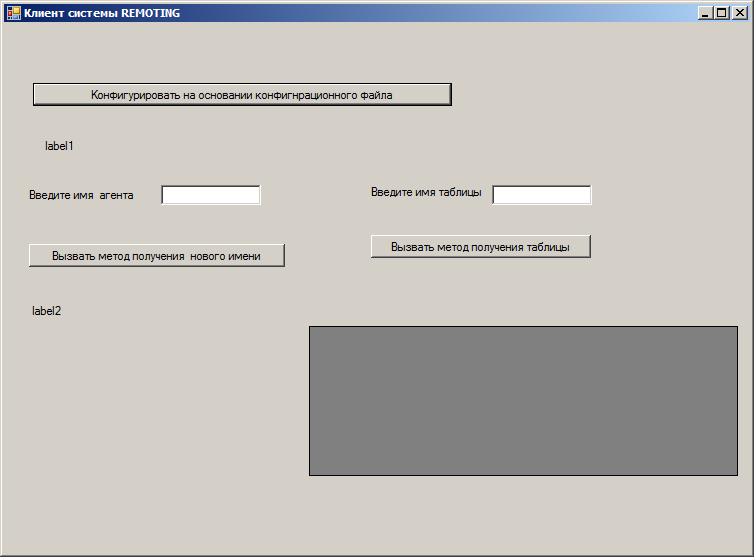 Клиент системы REMOTING
Конфигурировать на основании конфигнрационного файла
label1
Введите имя агента
Введите имя таблицы
Вызвать метод получения нового имени
Вызвать метод получения таблицы
label2